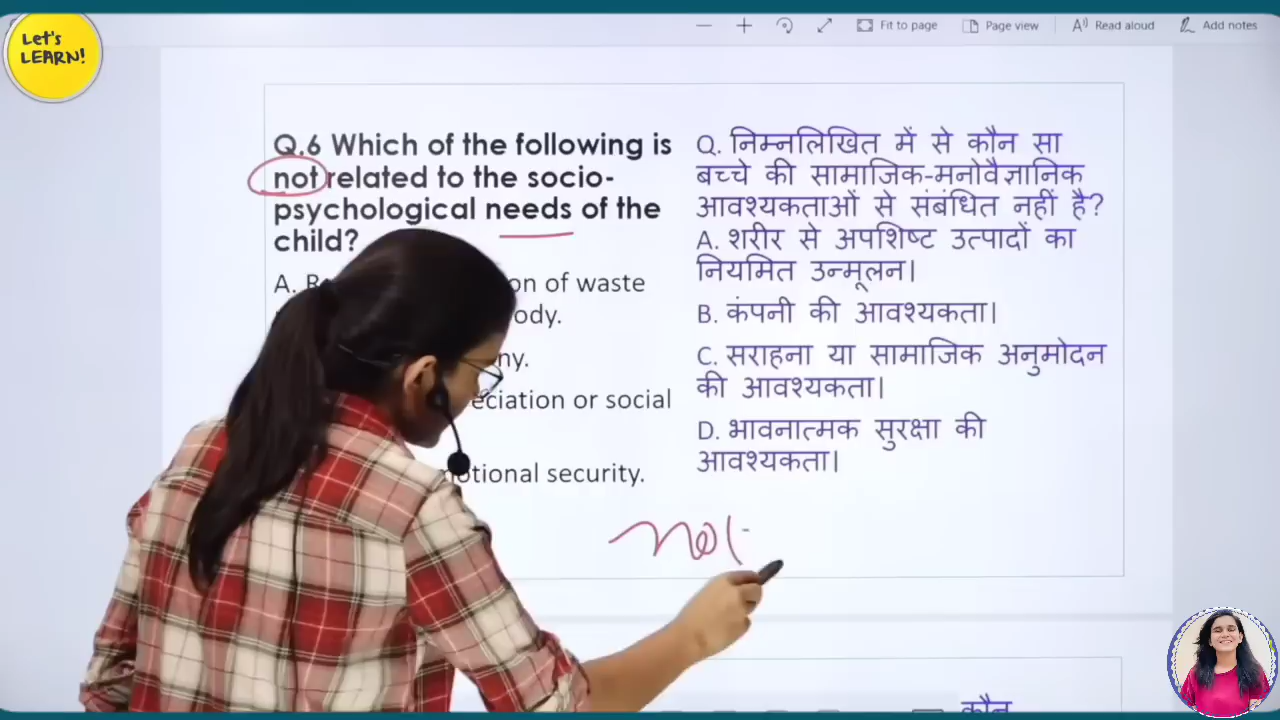 Let's
LEARN!
Fit to page
Page view
Read aloud
Add notes
Q.6 Which of the following is
not related to the socio-
psychological needs of the
child?
A. on of waste
ody.
ny.
eciation or social
otional security.
Q. निम्नलिखित में से कौन सा
बच्चे की सामाजिक-मनोवैज्ञानिक
आवश्यकताओं से संबंधित नहीं है?
A. शरीर से अपशिष्ट उत्पादों का
नियमित उन्मूलन।
B. कंपनी की आवश्यकता।
C. सराहना या सामाजिक अनुमोदन
की आवश्यकता।
D. भावनात्मक सुरक्षा की
आवश्यकता।
not
कौन